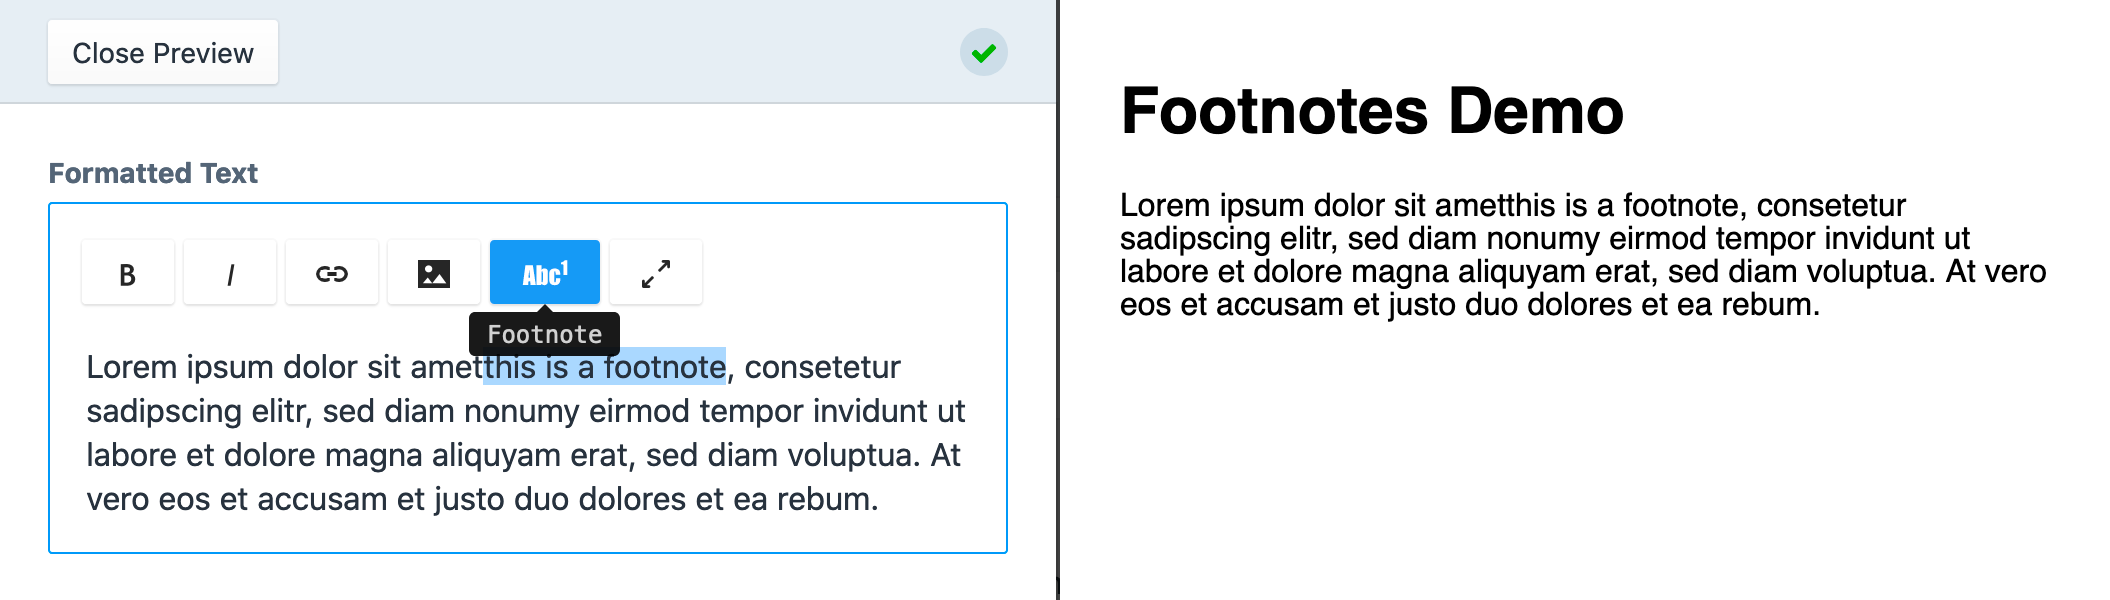 Close Preview
Formatted Text
B
I
Abc1
Footnote
Lorem ipsum dolor sit ametthis is a footnote, consetetur
sadipscing elitr, sed diam nonumy eirmod tempor invidunt ut
labore et dolore magna aliquyam erat, sed diam voluptua. At
vero eos et accusam et justo duo dolores et ea rebum.
Footnotes Demo
Lorem ipsum dolor sit ametthis is a footnote, consetetur
sadipscing elitr, sed diam nonumy eirmod tempor invidunt ut
labore et dolore magna aliquyam erat, sed diam voluptua. At vero
eos et accusam et justo duo dolores et ea rebum.